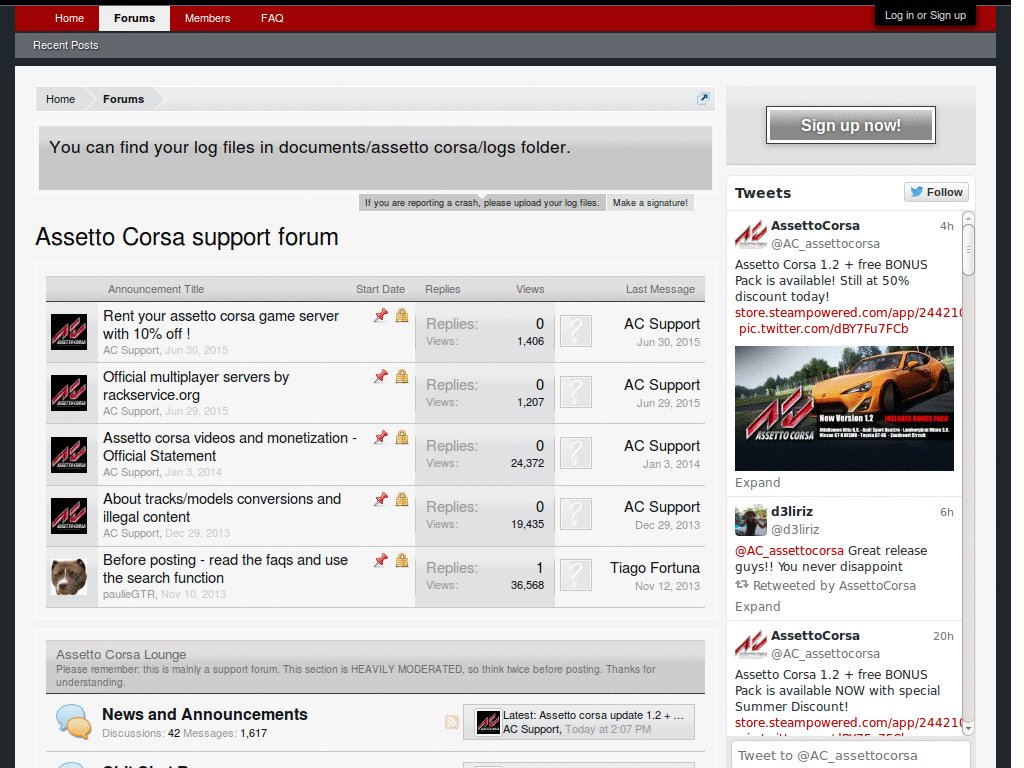 Home Forums Members FAQ Log in or Sign up
Recent Posts
Home Forums
You can find your log files in documents/assetto corsa/logs folder.
If you are reporting a crash, please upload your log files. Make a signature!
Assetto Corsa support forum
Announcement Title Start Date Replies Views Last Message
Rent your assetto corsa game server
with 10% off !
AC Support, Jun 30, 2015
Replies: 0
Views: 1,406
AC Support
Jun 30, 2015
Official multiplayer servers by
rackservice.org
AC Support, Jun 29, 2015
Replies: 0
Views: 1,207
AC Support
Jun 29, 2015
Assetto corsa videos and monetization -
Official Statement
AC Support, Jan 3, 2014
Replies: 0
Views: 24,372
AC Support
Jan 3, 2014
About tracks/models conversions and
illegal content
AC Support, Dec 29, 2013
Replies: 0
Views: 19,435
AC Support
Dec 29, 2013
Before posting - read the faqs and use
the search function
paulieGTR, Nov 10, 2013
Replies: 1
Views: 36,568
Tiago Fortuna
Nov 12, 2013
Assetto Corsa Lounge
Please remember: this is mainly a support forum. This section is HEAVILY MODERATED, so think twice before posting. Thanks for
understanding.
News and Announcements
Discussions: 42 Messages: 1,617
Latest: Assetto corsa update 1.2 + ...
AC Support, Today at 2:07 PM
Sign up now!
Tweets Follow
AssettoCorsa 4h
@AC_assettocorsa
Assetto Corsa 1.2 + free BONUS
Pack is available! Still at 50%
discount today!
store.steampowered.com/app/244210
pic.twitter.com/dBY7Fu7FCb
ASSETTO CORSA
New Version 1.2 INCLUDED BONUS PACK
Expand
d3liriz 6h
@d3liriz
@AC_assettocorsa Great release
guys!! You never disappoint
Retweeted by AssettoCorsa
Expand
AssettoCorsa 20h
@AC_assettocorsa
Assetto Corsa 1.2 + free BONUS
Pack is available NOW with special
Summer Discount!
store.steampowered.com/app/244210
Tweet to @AC_assettocorsa